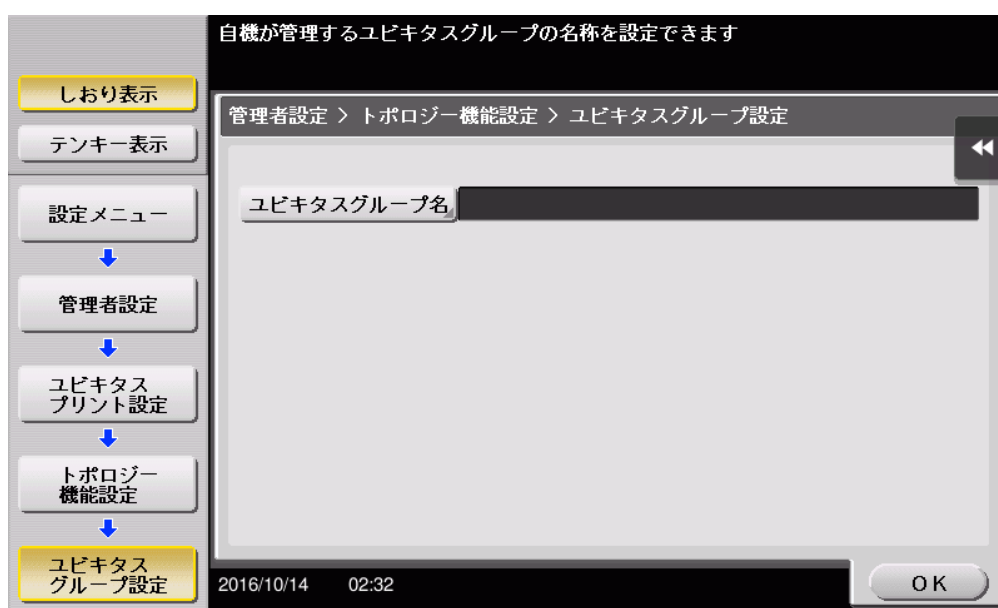 自機が管理するユビキタスグループの名称を設定できます
しおり表示
テンキー表示
設定メニュー
管理者設定
ユビキタス
プリント設定
トポロジー
機能設定
ユビキタス
グループ設定
管理者設定 > トポロジー機能設定 > ユビキタスグループ設定
ユビキタスグループ名
2016/10/14 02:32
OK